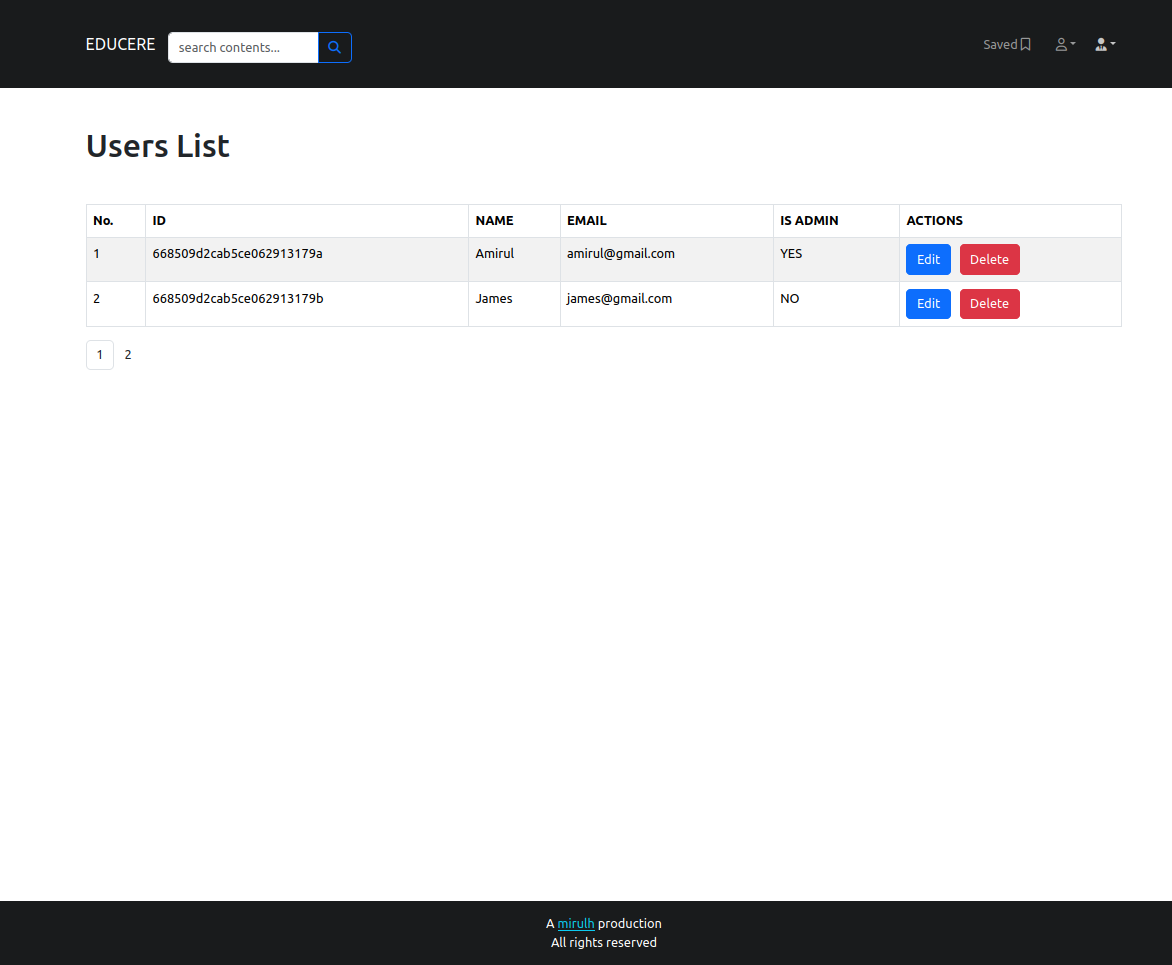 EDUCERE search contents... Saved
Users List
No. ID NAME EMAIL IS ADMIN ACTIONS
1 668509d2cab5ce062913179a Amirul amirul@gmail.com YES Edit Delete
2 668509d2cab5ce062913179b James james@gmail.com NO Edit Delete
1 2
A mirulh production
All rights reserved